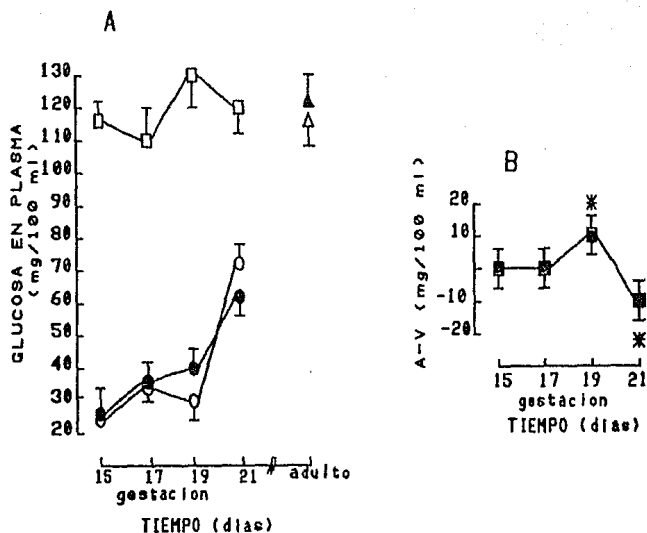 A
GLUCOSA EN PLASMA
(mg/100 ml)
130
120
110
100
90
80
70
60
50
40
30
20
15 17 19 21 // adulto
gestacion
TIEMPO (dias)
B
A-V (mg/100 ml)
20
10
-10
-20
15 17 19 21
gestacion
TIEMPO (dias)